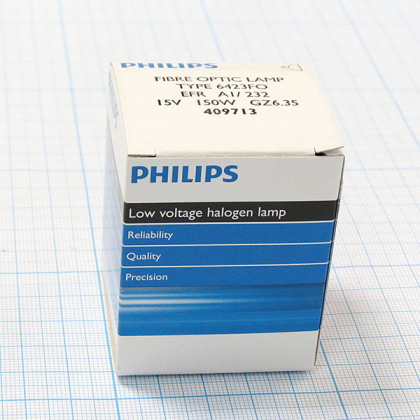 PHILIPS
FIBRE OPTIC LAMP
TYPE 6423FO
EFR A1/ 232
15V 150W GZ6.35
409713
PHILIPS
Low voltage halogen lamp
Reliability
Quality
Precision